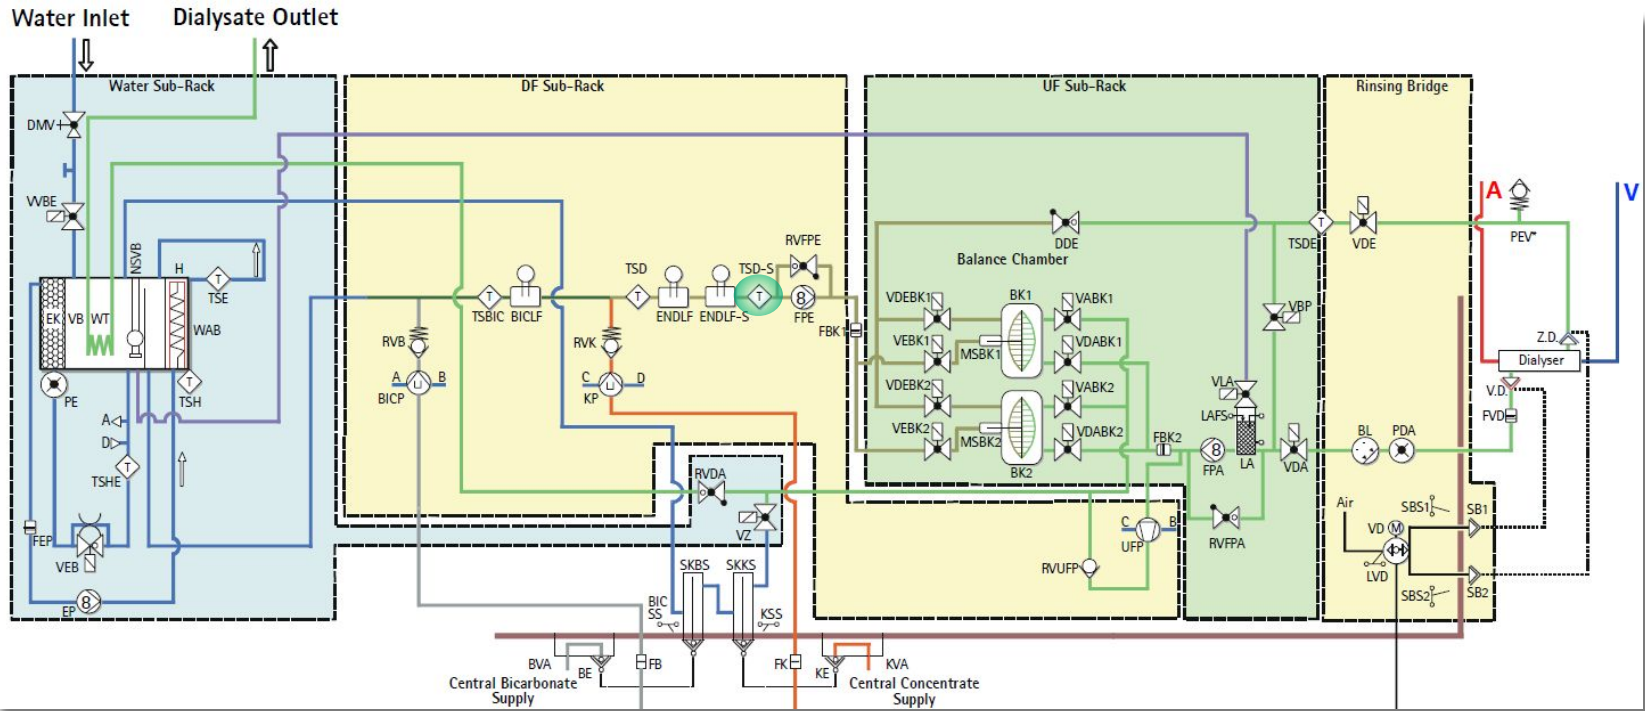 Water Inlet
Dialysate Outlet
Water Sub-Rack
DF Sub-Rack
UF Sub-Rack
Rinsing Bridge
DMV
VVBE
NSVB
H
TSE
EK
VB
WT
WAB
PE
TSH
A
D
TSHE
FEP
VEB
EP
T
T
T
8
RVB
A
B
BICP
U
TSBIC
BICLF
T
RVK
C
D
KP
U
TSD
T
ENDLF
ENDLF-S
TSD-S
T
RVFPE
8
FPE
FBK1
RVDA
VZ
SKBS
SKKS
BIC
SS
KSS
BVA
BE
FB
FK
KE
KVA
Central Bicarbonate
Supply
Central Concentrate
Supply
DDE
Balance Chamber
VDEBK1
VEBK1
VDEBK2
VEBK2
MSBK1
MSBK2
BK1
BK2
VABK1
VDABK1
VABK2
VDABK2
FBK2
8
FPA
VLA
LAFS
LA
VBP
VDA
RVFPA
C
B
UFP
RVUFP
T
TSDE
VDE
BL
PDA
Air
VD
M
LVD
SBS1
SB1
SBS2
SB2
A
V
PEV*
Z.D.
Dialyser
V.D.
FVD